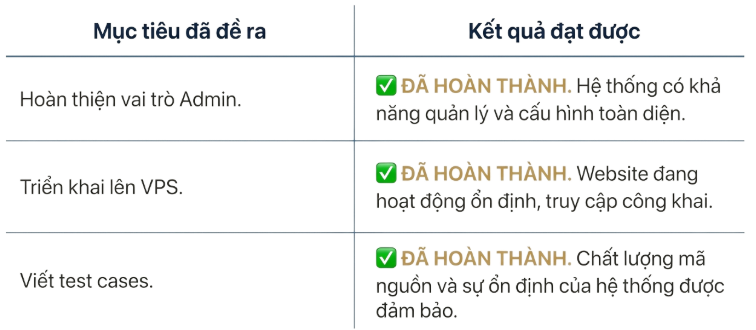 Mục tiêu đã đề ra
Kết quả đạt được
Hoàn thiện vai trò Admin.
✅ ĐÃ HOÀN THÀNH. Hệ thống có khả
năng quản lý và cấu hình toàn diện.
Triển khai lên VPS.
✅ ĐÃ HOÀN THÀNH. Website đang
hoạt động ổn định, truy cập công khai.
Viết test cases.
✅ ĐÃ HOÀN THÀNH. Chất lượng mã
nguồn và sự ổn định của hệ thống được
đảm bảo.